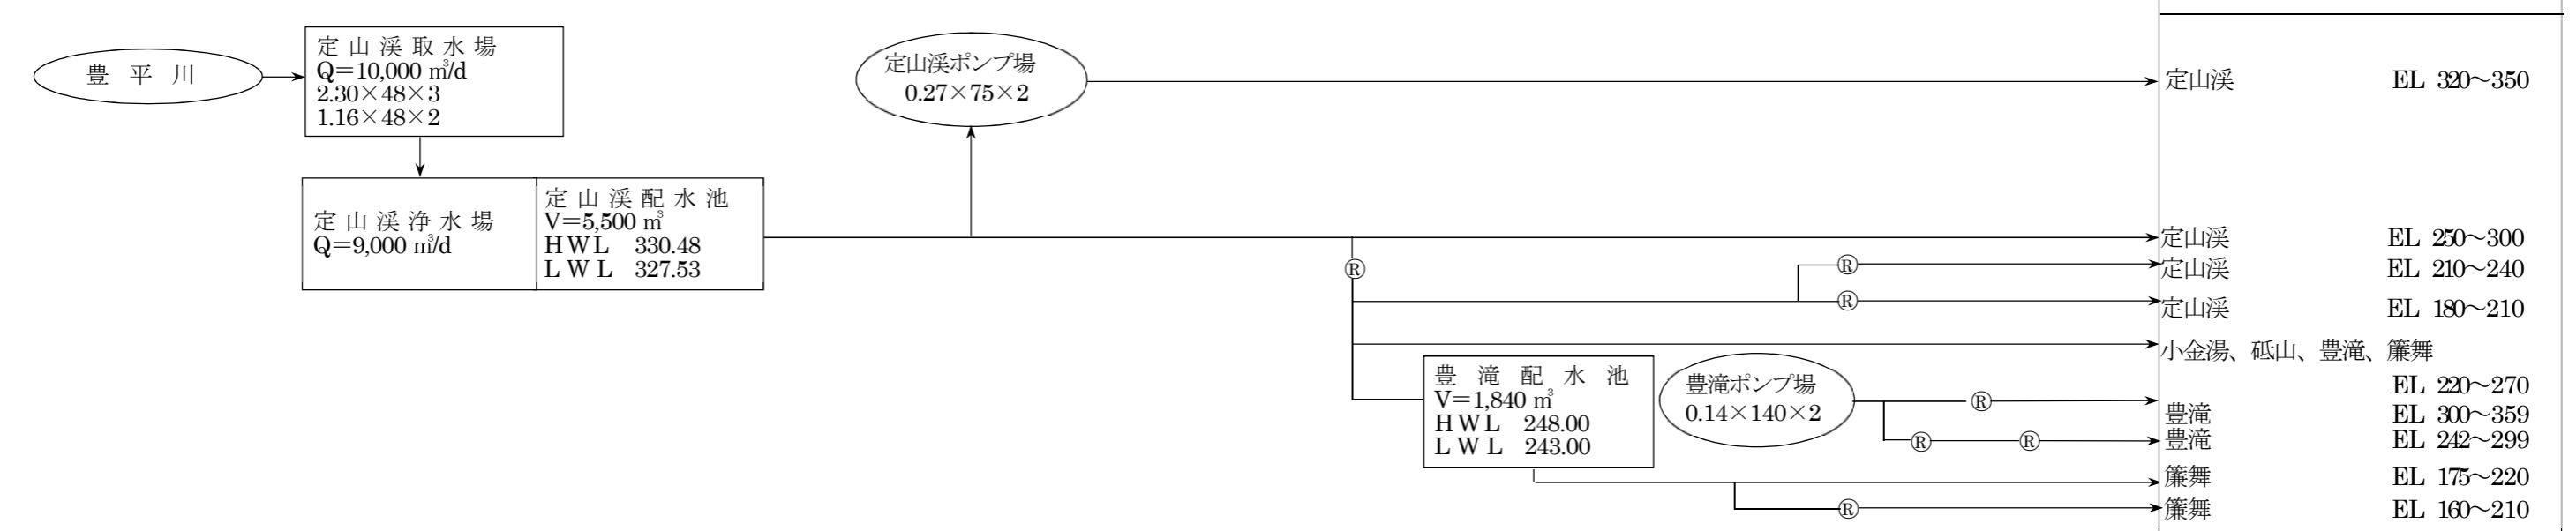 豊平川
定山渓取水場
Q=10,000 ㎥/d
2.30×48×3
1.16×48×2
定山渓浄水場
Q=9,000 ㎥/d
定山渓配水池
V=5,500 ㎥
HWL 330.48
LWL 327.53
定山渓ポンプ場
0.27×75×2
定山渓 EL 320～350
定山渓 EL 250～300
Ⓡ
Ⓡ
定山渓 EL 210～240
Ⓡ
定山渓 EL 180～210
小金湯、砥山、豊滝、簾舞
EL 220～270
豊滝配水池
V=1,840 ㎥
HWL 248.00
LWL 243.00
豊滝ポンプ場
0.14×140×2
Ⓡ
豊滝 EL 300～359
Ⓡ Ⓡ
豊滝 EL 242～299
簾舞 EL 175～220
Ⓡ
簾舞 EL 160～210